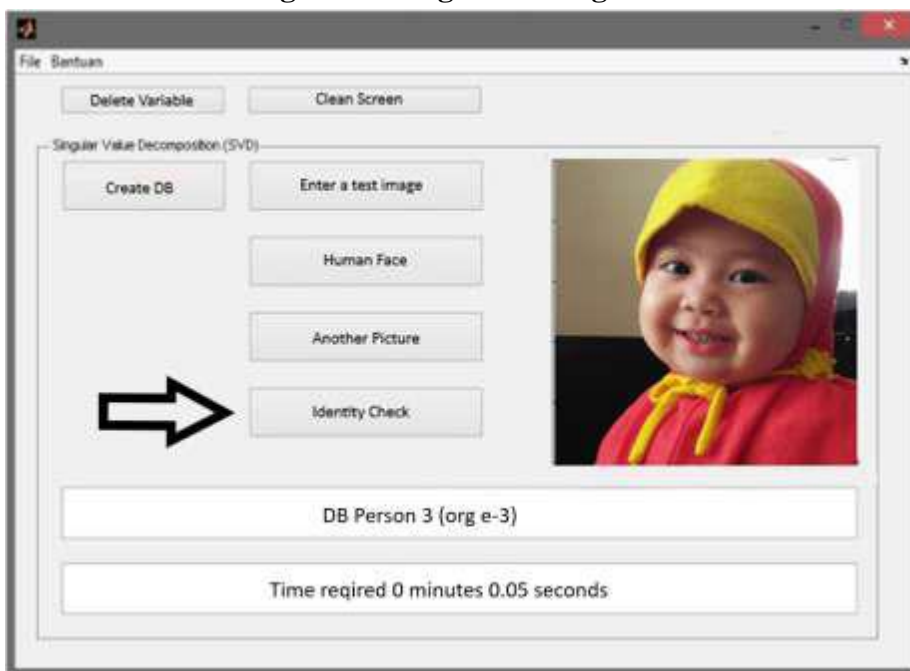 File Bantuan
Delete Variable Clean Screen
Singular Value Decomposition (SVD)
Create DB Enter a test image
Human Face
Another Picture
Identity Check
DB Person 3 (org e-3)
Time reqired 0 minutes 0.05 seconds